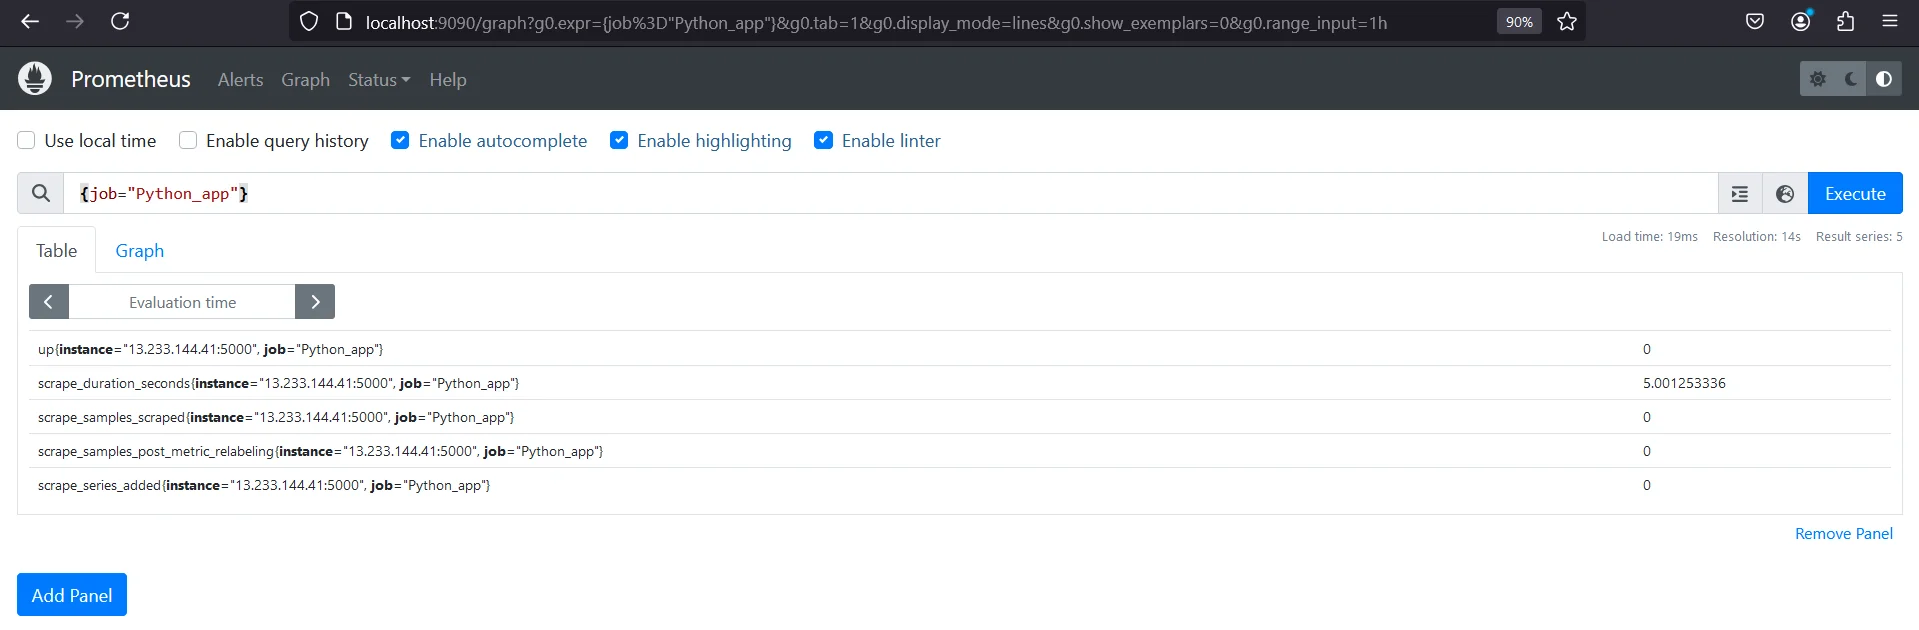 localhost:9090/graph?g0.expr={job%3D"Python_app"}&g0.tab=1&g0.display_mode=lines&g0.show_exemplars=0&g0.range_input=1h 90%
Prometheus Alerts Graph Status Help
Use local time Enable query history Enable autocomplete Enable highlighting Enable linter
{job="Python_app"} Execute
Table Graph Load time: 19ms Resolution: 14s Result series: 5
Evaluation time
up{instance="13.233.144.41:5000", job="Python_app"} 0
scrape_duration_seconds{instance="13.233.144.41:5000", job="Python_app"} 5.001253336
scrape_samples_scraped{instance="13.233.144.41:5000", job="Python_app"} 0
scrape_samples_post_metric_relabeling{instance="13.233.144.41:5000", job="Python_app"} 0
scrape_series_added{instance="13.233.144.41:5000", job="Python_app"} 0
Remove Panel
Add Panel